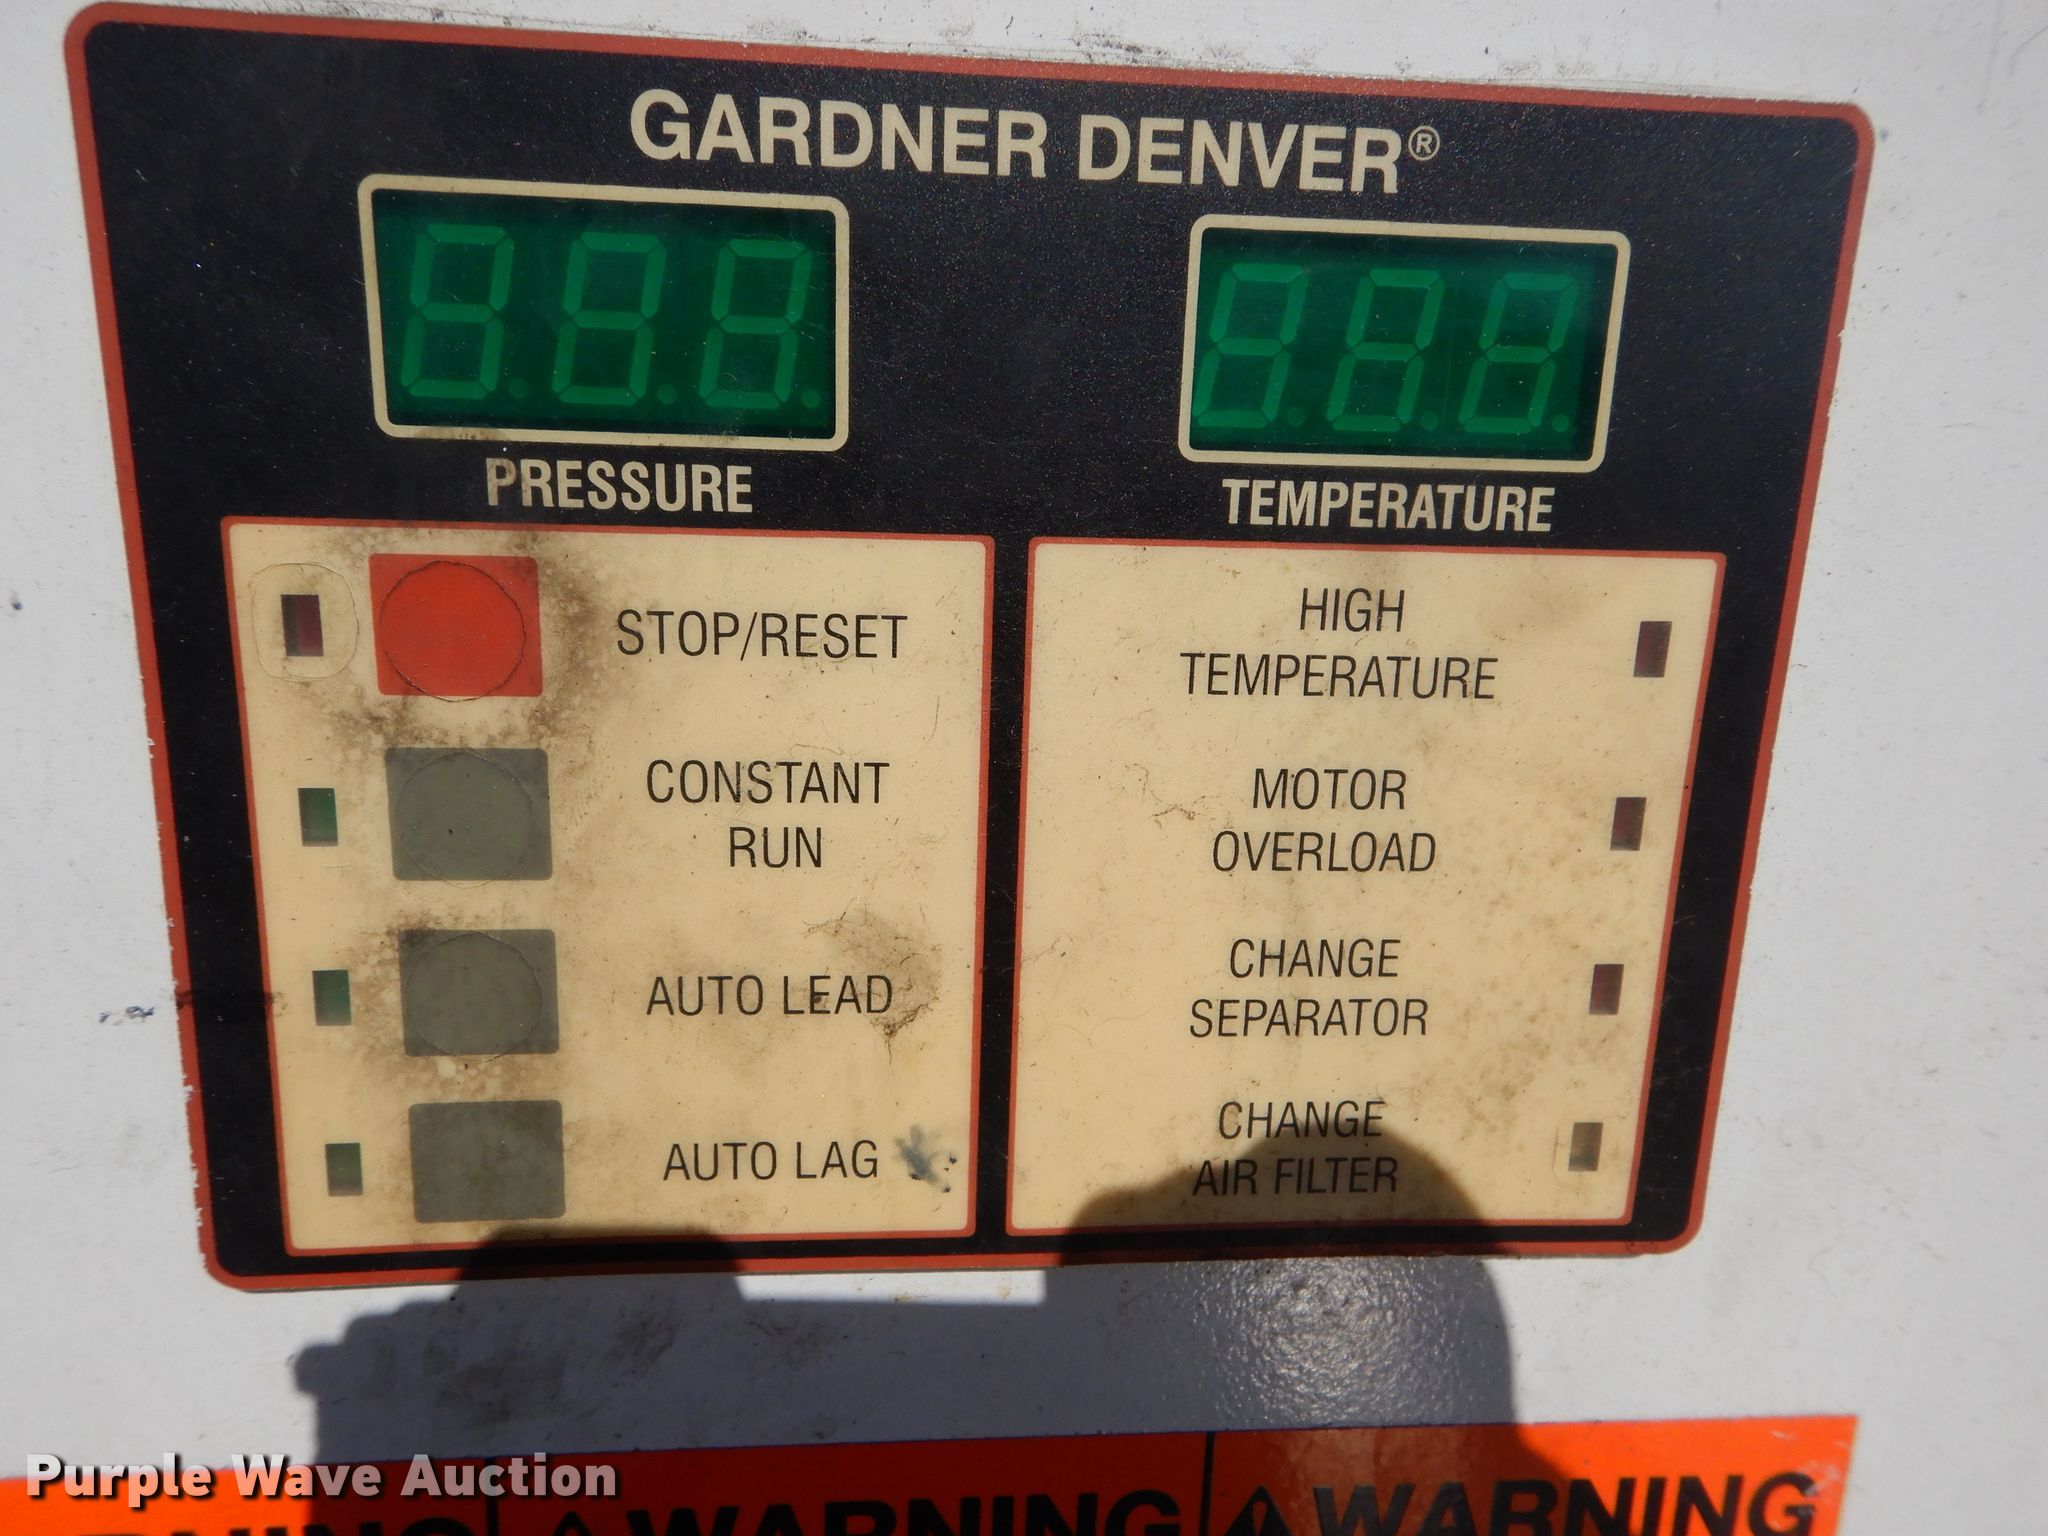 GARDNER DENVER®
PRESSURE
TEMPERATURE
STOP/RESET
CONSTANT
RUN
AUTO LEAD
AUTO LAG
HIGH
TEMPERATURE
MOTOR
OVERLOAD
CHANGE
SEPARATOR
CHANGE
AIR FILTER
WARNING
WARNING
Purple Wave Auction